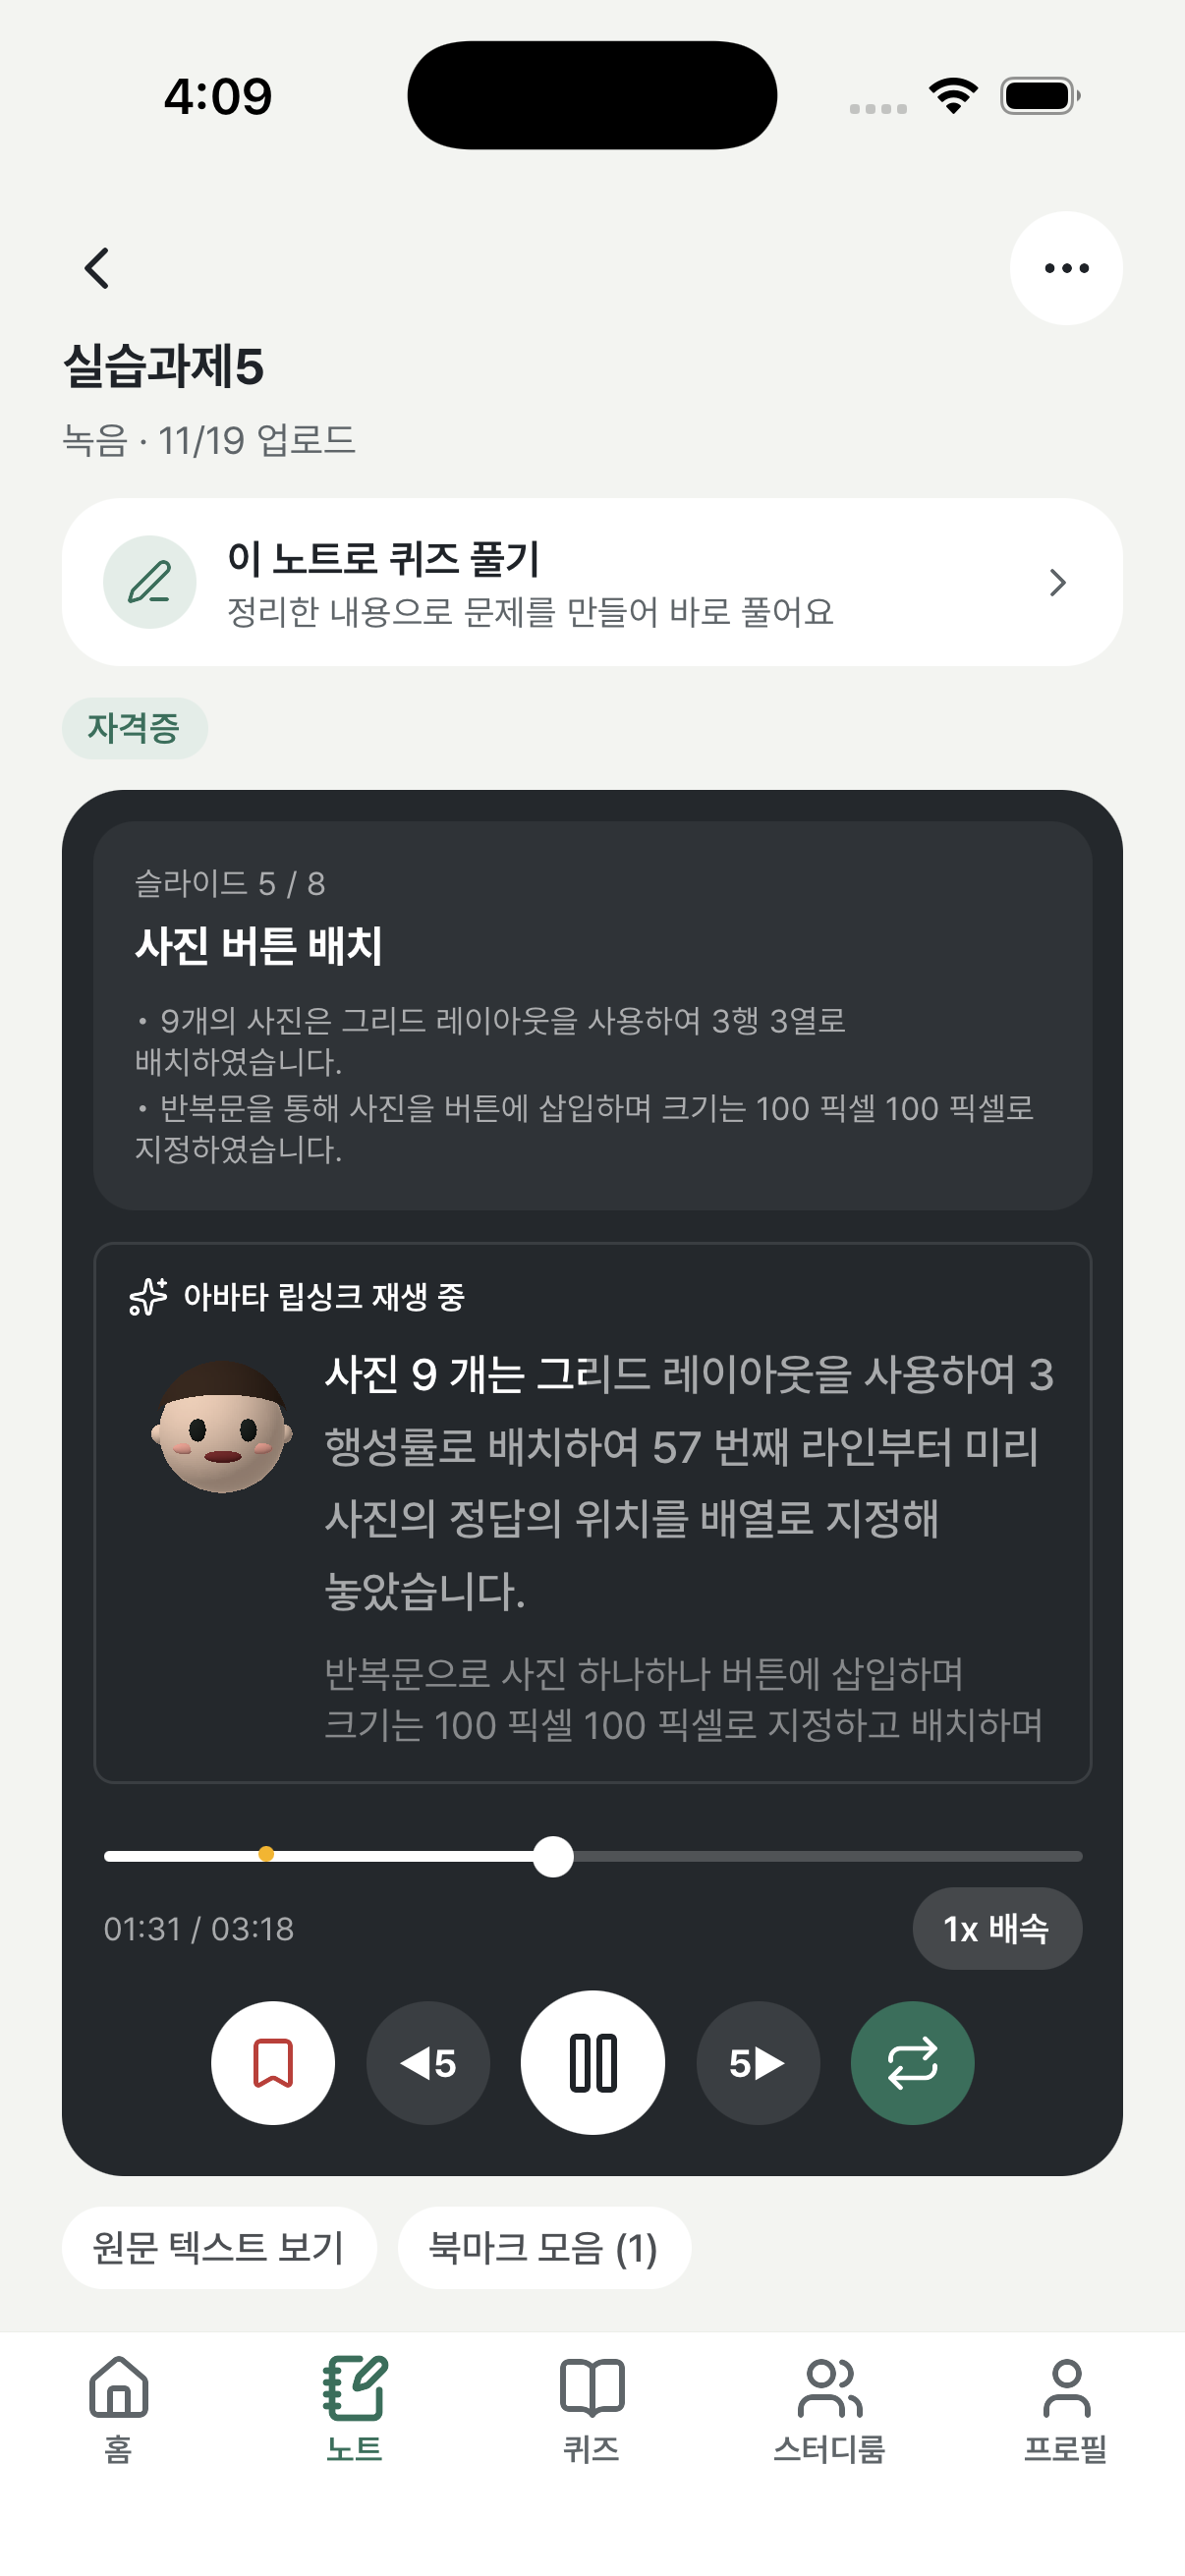 4:09
실습과제5
녹음 · 11/19 업로드
이 노트로 퀴즈 풀기
정리한 내용으로 문제를 만들어 바로 풀어요
자격증
슬라이드 5 / 8
사진 버튼 배치
• 9개의 사진은 그리드 레이아웃을 사용하여 3행 3열로
배치하였습니다.
• 반복문을 통해 사진을 버튼에 삽입하며 크기는 100 픽셀 100 픽셀로
지정하였습니다.
아바타 립싱크 재생 중
사진 9 개는 그리드 레이아웃을 사용하여 3
행성률로 배치하여 57 번째 라인부터 미리
사진의 정답의 위치를 배열로 지정해
놓았습니다.
반복문으로 사진 하나하나 버튼에 삽입하며
크기는 100 픽셀 100 픽셀로 지정하고 배치하며
01:31 / 03:18
1x 배속
◀5
5▶
원문 텍스트 보기
북마크 모음 (1)
홈
노트
퀴즈
스터디룸
프로필